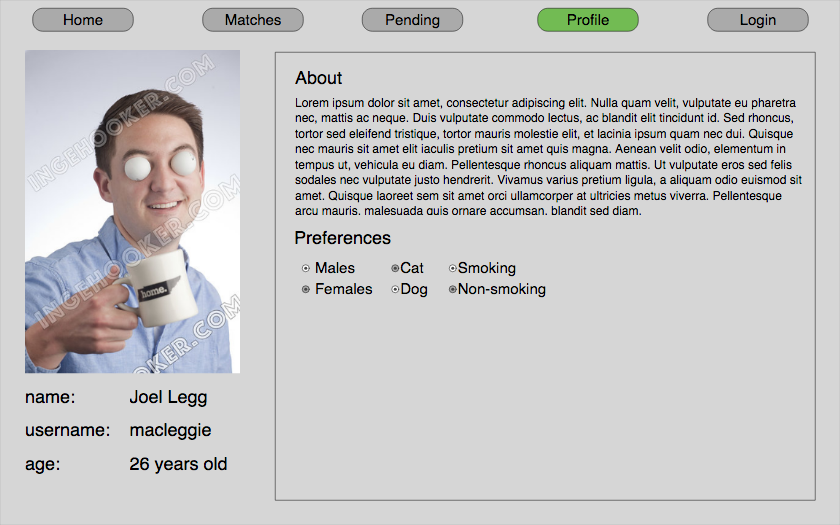 Home Matches Pending Profile Login
INGEHOOKER.COM
INGEHOOKER.COM
INGEHOOKER.COM
home.
name: Joel Legg
username: macleggie
age: 26 years old
About
Lorem ipsum dolor sit amet, consectetur adipiscing elit. Nulla quam velit, vulputate eu pharetra
nec, mattis ac neque. Duis vulputate commodo lectus, ac blandit elit tincidunt id. Sed rhoncus,
tortor sed eleifend tristique, tortor mauris molestie elit, et lacinia ipsum quam nec dui. Quisque
nec mauris sit amet elit iaculis pretium sit amet quis magna. Aenean velit odio, elementum in
tempus ut, vehicula eu diam. Pellentesque rhoncus aliquam mattis. Ut vulputate eros sed felis
sodales nec vulputate justo hendrerit. Vivamus varius pretium ligula, a aliquam odio euismod sit
amet. Quisque laoreet sem sit amet orci ullamcorper at ultricies metus viverra. Pellentesque
arcu mauris, malesuada quis ornare accumsan, blandit sed diam.
Preferences
Males Cat Smoking
Females Dog Non-smoking